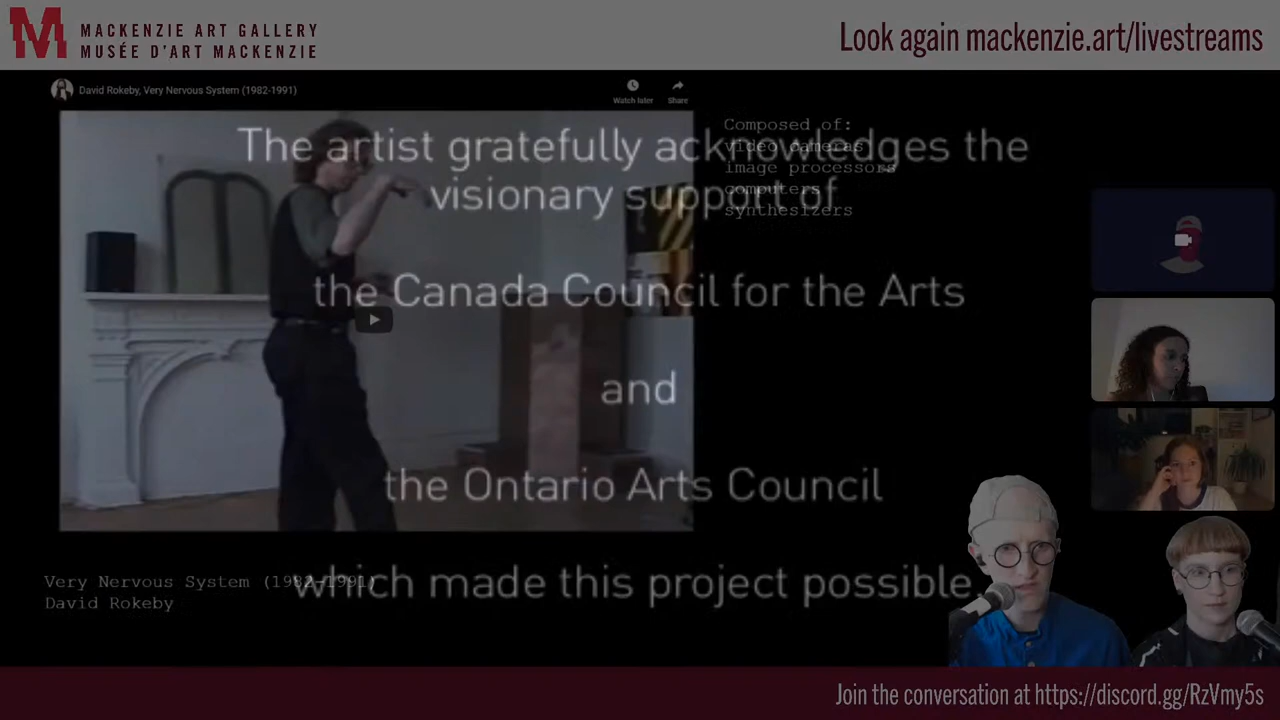 MACKENZIE ART GALLERY
MUSÉE D'ART MACKENZIE
Look again mackenzie.art/livestreams
David Rokeby, Very Nervous System (1982-1991)
Watch later
Share
Composed of:
video cameras
image processors
computers
synthesizers
The artist gratefully acknowledges the
visionary support of
the Canada Council for the Arts
and
the Ontario Arts Council
which made this project possible.
Very Nervous System (1982-1991)
David Rokeby
Join the conversation at https://discord.gg/RzVmy5s